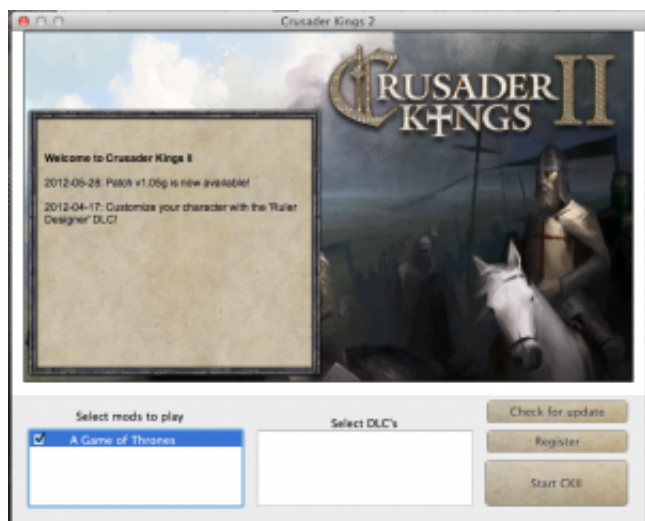 Crusader Kings 2
CRUSADER
KINGS II
Welcome to Crusader Kings II
2012-05-28: Patch v1.05g is now available!
2012-04-17: Customize your character with the 'Ruler
Designer' DLC!
Select mods to play
A Game of Thrones
Select DLC's
Check for update
Register
Start CKII